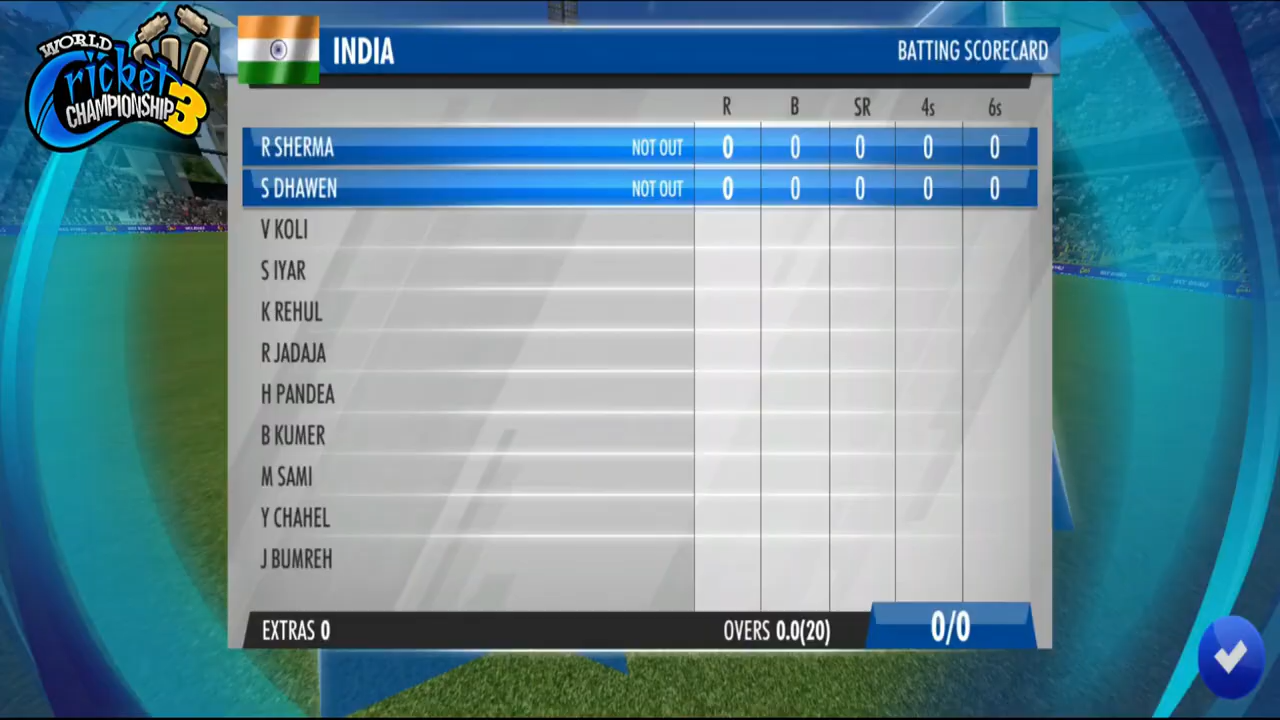 WORLD
Cricket
CHAMPIONSHIP 3
INDIA
BATTING SCORECARD
R B SR 4s 6s
R SHERMA NOT OUT 0 0 0 0 0
S DHAWEN NOT OUT 0 0 0 0 0
V KOLI
S IYAR
K REHUL
R JADAJA
H PANDEA
B KUMER
M SAMI
Y CHAHEL
J BUMREH
EXTRAS 0 OVERS 0.0(20) 0/0